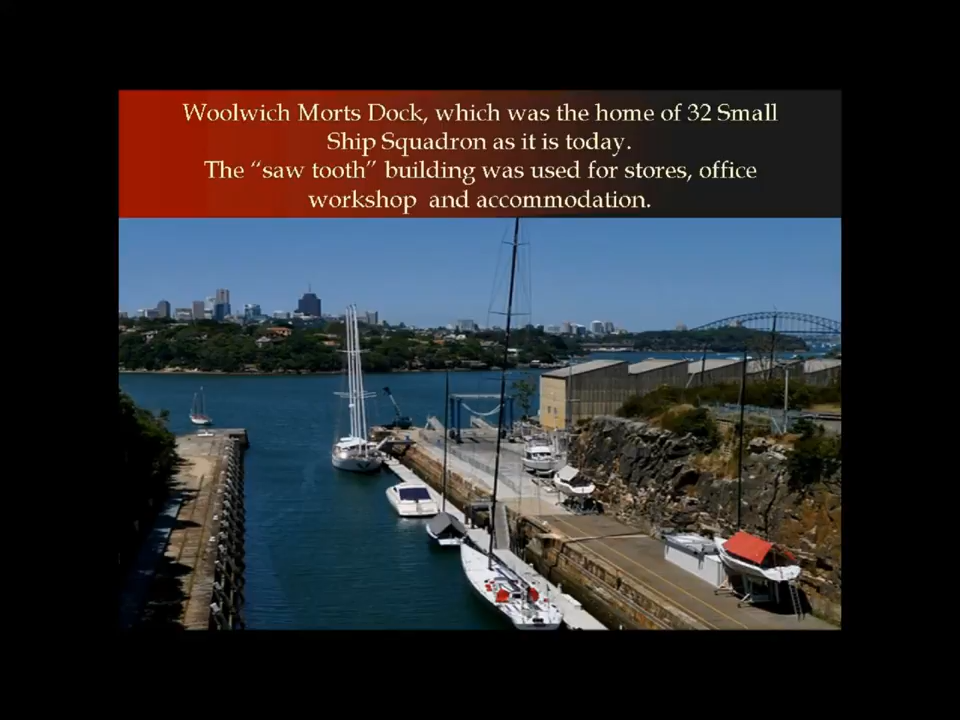 Woolwich Morts Dock, which was the home of 32 Small
Ship Squadron as it is today.
The “saw tooth” building was used for stores, office
workshop  and accommodation.